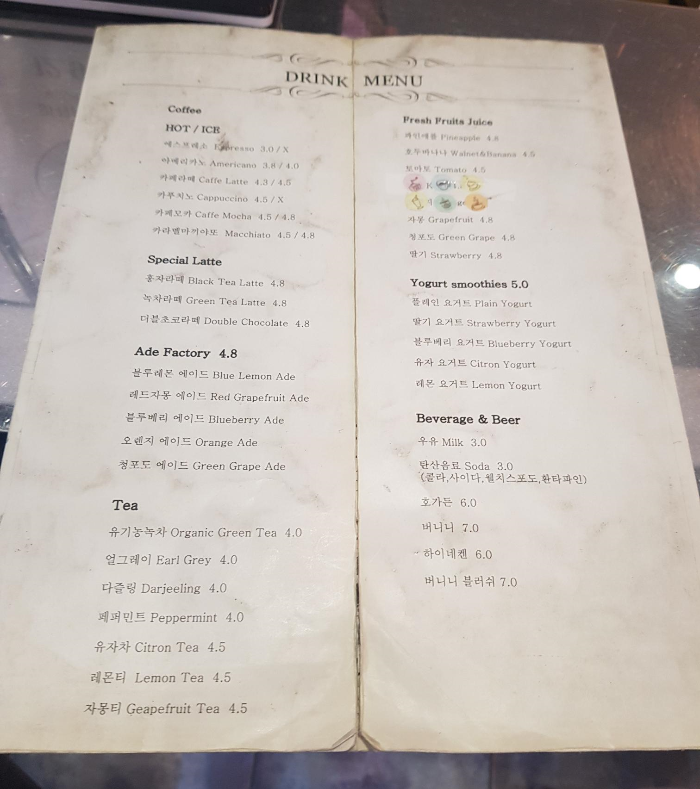 DRINK MENU
Coffee
HOT / ICE
에스프레소 Espresso 3.0 / X
아메리카노 Americano 3.8 / 4.0
카페라떼 Caffe Latte 4.3 / 4.5
카푸치노 Cappuccino 4.5 / X
카페모카 Caffe Mocha 4.5 / 4.8
카라멜마끼아또 Macchiato 4.5 / 4.8
Special Latte
홍차라떼 Black Tea Latte 4.8
녹차라떼 Green Tea Latte 4.8
더블초코라떼 Double Chocolate 4.8
Ade Factory 4.8
블루레몬 에이드 Blue Lemon Ade
레드자몽 에이드 Red Grapefruit Ade
블루베리 에이드 Blueberry Ade
오렌지 에이드 Orange Ade
청포도 에이드 Green Grape Ade
Tea
유기농녹차 Organic Green Tea 4.0
얼그레이 Earl Grey 4.0
다즐링 Darjeeling 4.0
페퍼민트 Peppermint 4.0
유자차 Citron Tea 4.5
레몬티 Lemon Tea 4.5
자몽티 Geapefruit Tea 4.5
Fresh Fruits Juice
파인애플 Pineapple 4.8
호두바나나 Walnet&Banana 4.5
토마토 Tomato 4.5
자몽 Grapefruit 4.8
청포도 Green Grape 4.8
딸기 Strawberry 4.8
Yogurt smoothies 5.0
플레인 요거트 Plain Yogurt
딸기 요거트 Strawberry Yogurt
블루베리 요거트 Blueberry Yogurt
유자 요거트 Citron Yogurt
레몬 요거트 Lemon Yogurt
Beverage & Beer
우유 Milk 3.0
탄산음료 Soda 3.0
(콜라,사이다,웰치스포도,환타파인)
호가든 6.0
버니니 7.0
하이네켄 6.0
버니니 블러쉬 7.0